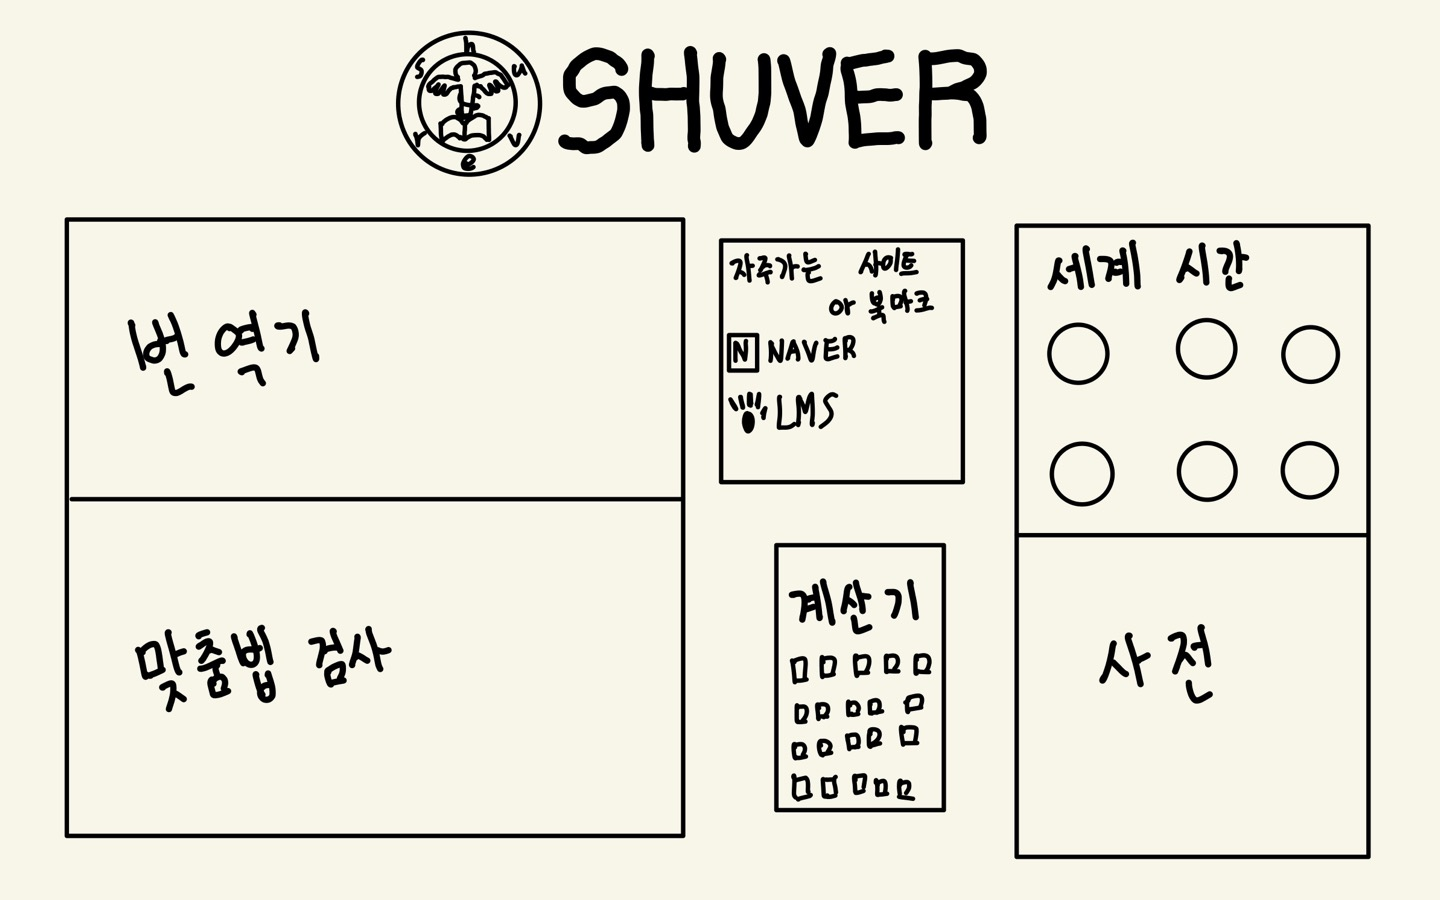 shuver
SHUVER
번역기
맞춤법 검사
자주가는 사이트
or 북마크
N NAVER
LMS
계산기
세계 시간
사전